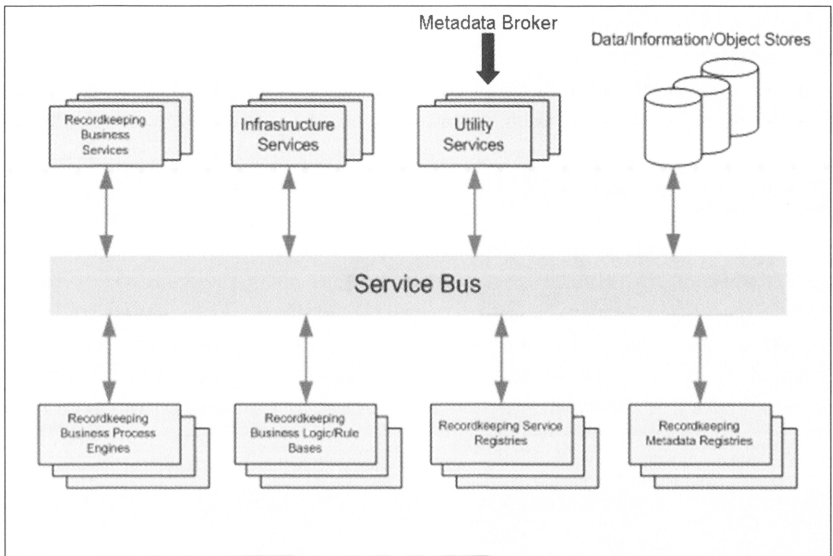 Metadata Broker
Data/Information/Object Stores
Recordkeeping
Business
Services
Infrastructure
Services
Utility
Services
Service Bus
Recordkeeping
Business Process
Engines
Recordkeeping
Business Logic/Rule
Bases
Recordkeeping Service
Registries
Recordkeeping
Metadata Registries